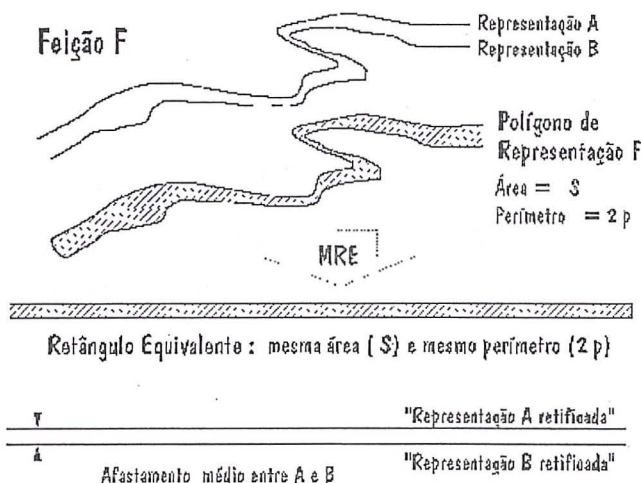 Feição F
Representação A
Representação B
Polígono de
Representação F
Área = S
Perímetro = 2 p
MRE
Retângulo Equivalente : mesma área ( S) e mesmo perímetro (2 p)
"Representação A retificada"
"Representação B retificada"
Afastamento médio entre A e B